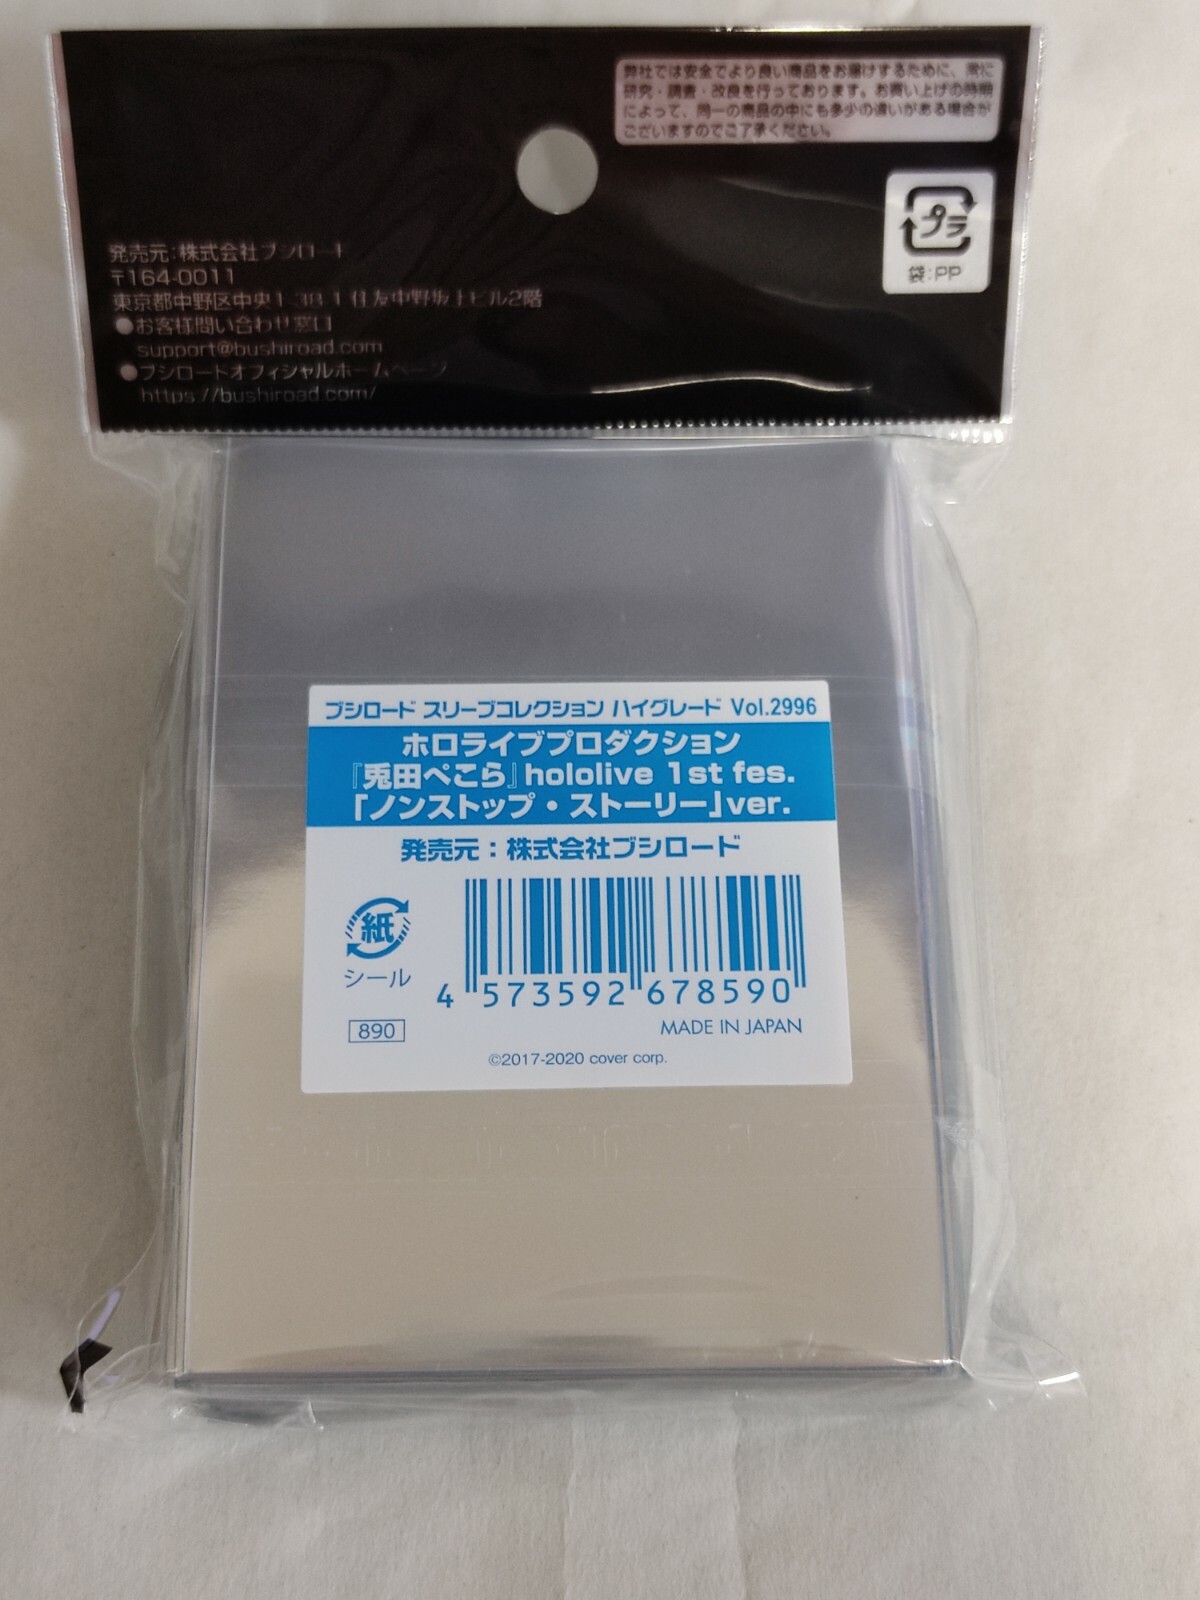 弊社では安全でより良い商品をお届けするために、常に
研究・調査・改良を行っております。お買い上げの時期
によって、同一の商品の中にも多少の違いがある場合が
ございますのでご了承ください。
プラ
袋:PP
発売元:株式会社ブシロード
〒164-0011
東京都中野区中央1-38-1 住友中野坂上ビル2階
●お客様問い合わせ窓口
support@bushiroad.com
●ブシロードオフィシャルホームページ
https://bushiroad.com/
ブシロード スリーブコレクション ハイグレード Vol.2996
ホロライブプロダクション
『兎田ぺこら』hololive 1st fes.
「ノンストップ・ストーリー」ver.
発売元:株式会社ブシロード
紙
シール
4 573592 678590
890
MADE IN JAPAN
©2017-2020 cover corp.